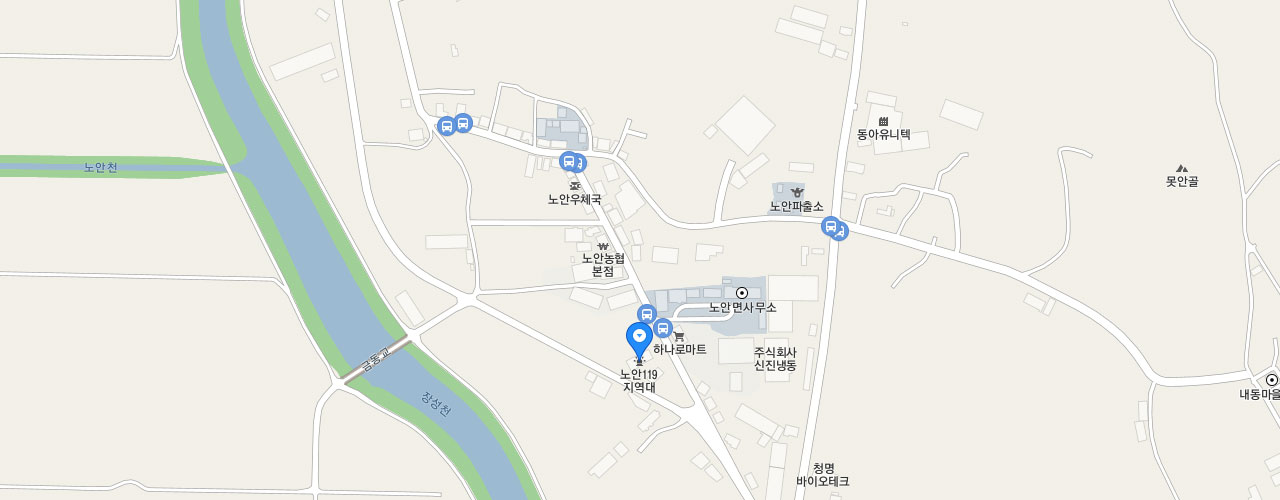 동아유니텍
노안천
못안골
노안우체국
노안파출소
노안농협
본점
노안면사무소
하나로마트
금동교
주식회사
신진냉동
노안119
지역대
내동마을
장성천
청명
바이오테크